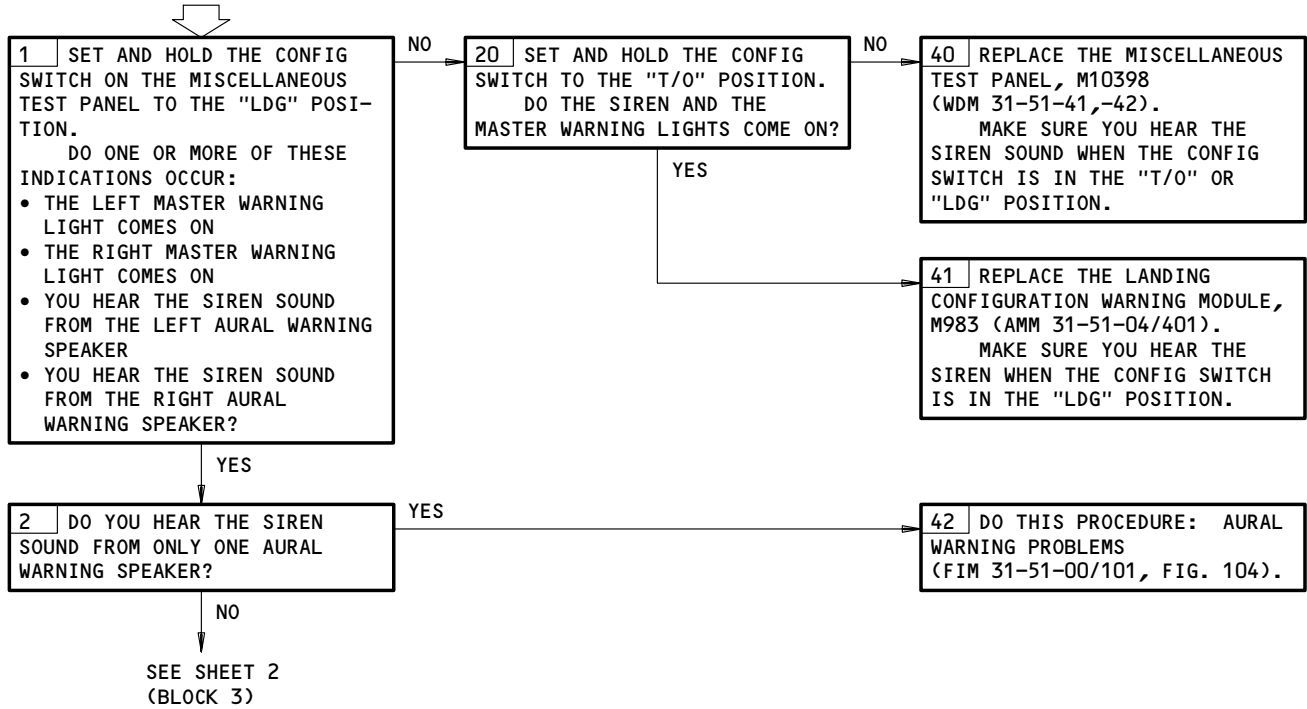 1 SET AND HOLD THE CONFIG
SWITCH ON THE MISCELLANEOUS
TEST PANEL TO THE "LDG" POSI-
TION.
DO ONE OR MORE OF THESE
INDICATIONS OCCUR:
• THE LEFT MASTER WARNING
LIGHT COMES ON
• THE RIGHT MASTER WARNING
LIGHT COMES ON
• YOU HEAR THE SIREN SOUND
FROM THE LEFT AURAL WARNING
SPEAKER
• YOU HEAR THE SIREN SOUND
FROM THE RIGHT AURAL
WARNING SPEAKER?
NO
20 SET AND HOLD THE CONFIG
SWITCH TO THE "T/O" POSITION.
DO THE SIREN AND THE
MASTER WARNING LIGHTS COME ON?
NO
40 REPLACE THE MISCELLANEOUS
TEST PANEL, M10398
(WDM 31-51-41,-42).
MAKE SURE YOU HEAR THE
SIREN SOUND WHEN THE CONFIG
SWITCH IS IN THE "T/O" OR
"LDG" POSITION.
YES
41 REPLACE THE LANDING
CONFIGURATION WARNING MODULE,
M983 (AMM 31-51-04/401).
MAKE SURE YOU HEAR THE
SIREN WHEN THE CONFIG SWITCH
IS IN THE "LDG" POSITION.
YES
2 DO YOU HEAR THE SIREN
SOUND FROM ONLY ONE AURAL
WARNING SPEAKER?
YES
42 DO THIS PROCEDURE: AURAL
WARNING PROBLEMS
(FIM 31-51-00/101, FIG. 104).
NO
SEE SHEET 2
(BLOCK 3)